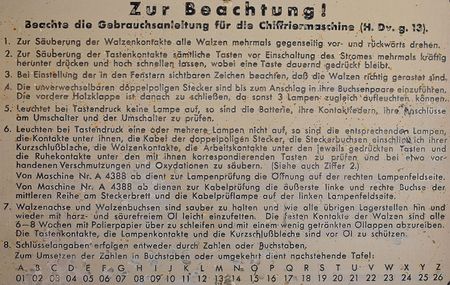 Zur Beachtung!
Beachte die Gebrauchsanleitung für die Chiffriermaschine (H. Dv. g. 13).
1. Zur Säuberung der Walzenkontakte alle Walzen mehrmals gegenseitig vor- und rückwärts drehen.
2. Zur Säuberung der Tastenkontakte sämtliche Tasten vor Einschaltung des Stromes mehrmals kräftig
herunter drücken und hoch schnellen lassen, wobei eine Taste dauernd gedrückt bleibt.
3. Bei Einstellung der in den Fenstern sichtbaren Zeichen beachten, daß die Walzen richtig gerastet sind.
4. Die unverwechselbaren doppelpoligen Stecker sind bis zum Anschlag in ihre Buchsenpaare einzuführen.
Die vordere Holzklappe ist danach zu schließen, da sonst 3 Lampen zugleich aufleuchten können.
5. Leuchtet bei Tastendruck keine Lampe auf, so sind die Batterie, ihre Kontaktfedern, ihre Anschlüsse
am Umschalter und der Umschalter zu prüfen.
6. Leuchten bei Tastendruck eine oder mehrere Lampen nicht auf, so sind die entsprechenden Lampen,
die Kontakte unter ihnen, die Kabel der doppelpoligen Stecker, die Steckerbuchsen einschließlich ihrer
Kurzschlußbleche, die Walzenkontakte, die Arbeitskontakte unter den jeweils gedrückten Tasten und
die Ruhekontakte unter den mit ihnen korrespondierenden Tasten zu prüfen und bei etwa vor-
handenen Verschmutzungen und Oxydationen zu säubern. (Siehe auch Ziffer 2.)
Von Maschine Nr. A 4388 ab dient zur Lampenprüfung die Öffnung auf der rechten Lampenfeldseite.
Von Maschine Nr. A 4388 ab dienen zur Kabelprüfung die äußerste linke und rechte Buchse der
mittleren Reihe am Steckerbrett und die Kabelprüflampe auf der linken Lampenfeldseite.
7. Walzenachse und Walzenbuchsen sind sauber zu halten und wie alle übrigen Lagerstellen hin und
wieder mit harz- und säurefreiem Öl leicht einzufetten. Die festen Kontakte der Walzen sind alle
6–8 Wochen mit Polierpapier über zu schleifen und mit einem wenig getränkten Öllappen abzureiben.
Die Tastenkontakte, die Lampenkontakte und die Kurzschlußbleche sind vor Öl zu schützen.
8. Schlüsselangaben erfolgen entweder durch Zahlen oder Buchstaben,
Zum Umsetzen der Zahlen in Buchstaben oder umgekehrt dient nachstehende Tafel:
A B C D E F G H I J K L M N O P Q R S T U V W X Y Z
01 02 03 04 05 06 07 08 09 10 11 12 13 14 15 16 17 18 19 20 21 22 23 24 25 26